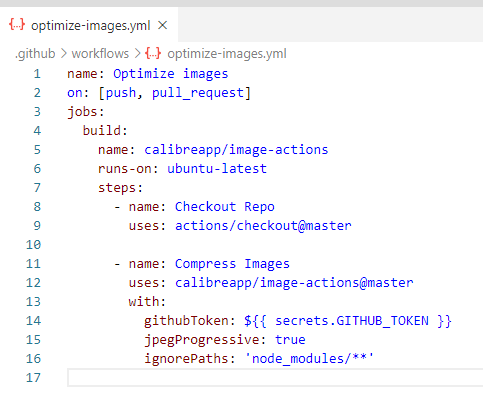 {..} optimize-images.yml ×
.github > workflows > {..} optimize-images.yml
1 name: Optimize images
2 on: [push, pull_request]
3 jobs:
4   build:
5     name: calibreapp/image-actions
6     runs-on: ubuntu-latest
7     steps:
8       - name: Checkout Repo
9         uses: actions/checkout@master
10
11       - name: Compress Images
12         uses: calibreapp/image-actions@master
13         with:
14           githubToken: ${{ secrets.GITHUB_TOKEN }}
15           jpegProgressive: true
16           ignorePaths: 'node_modules/**'
17